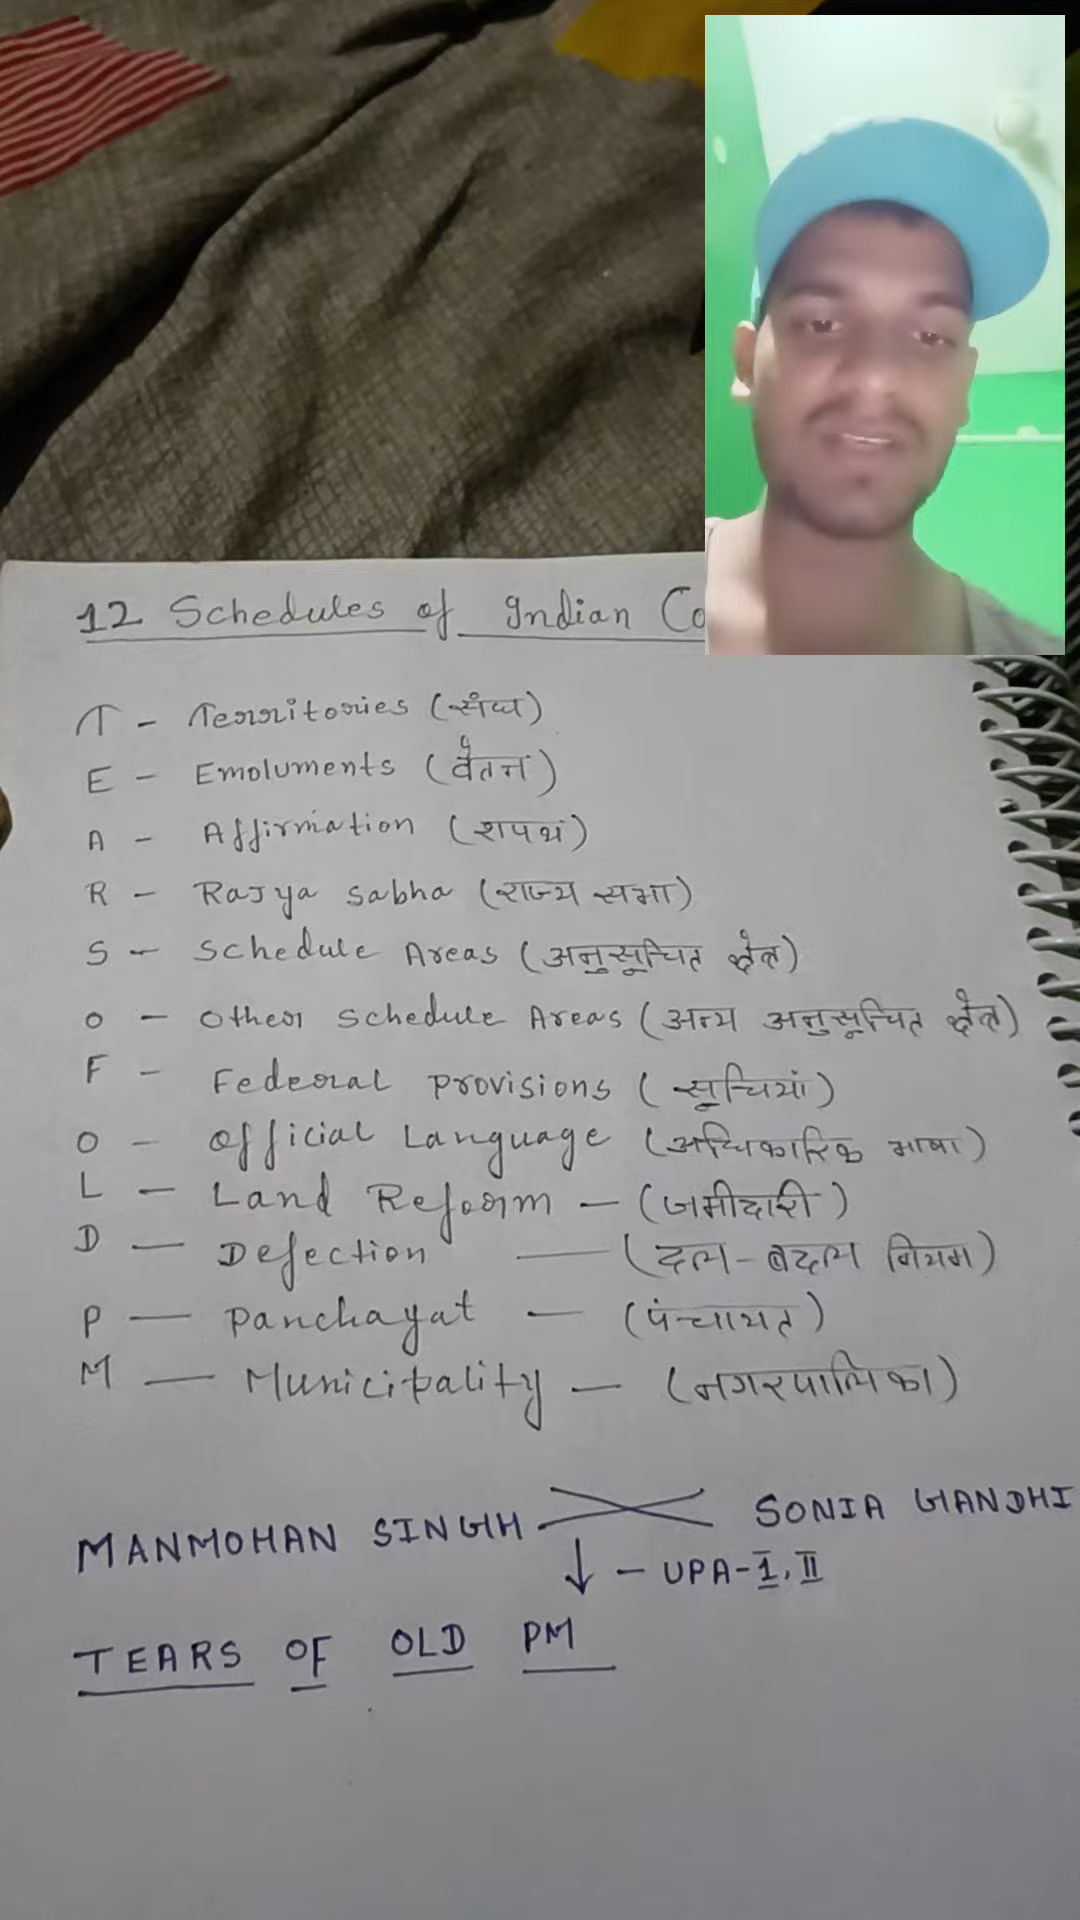 12 Schedules of Indian Co
T - Territories (संघ)
E - Emoluments (वेतन)
A - Affirmation (शपथ)
R - Rajya sabha (राज्य सभा)
S - Schedule Areas (अनुसूचित क्षेत्र)
O - Other schedule Areas (अन्य अनुसूचित क्षेत्र)
F - Federal provisions (सूचियां)
O - Official Language (अधिकारिक भाषा)
L - Land Reform - (जमीदारी)
D - Defection - (दल-बदल नियम)
P - Panchayat - (पंचायत)
M - Municipality - (नगरपालिका)
MANMOHAN SINGH SONIA GANDHI
↓ - UPA-I, II
TEARS OF OLD PM